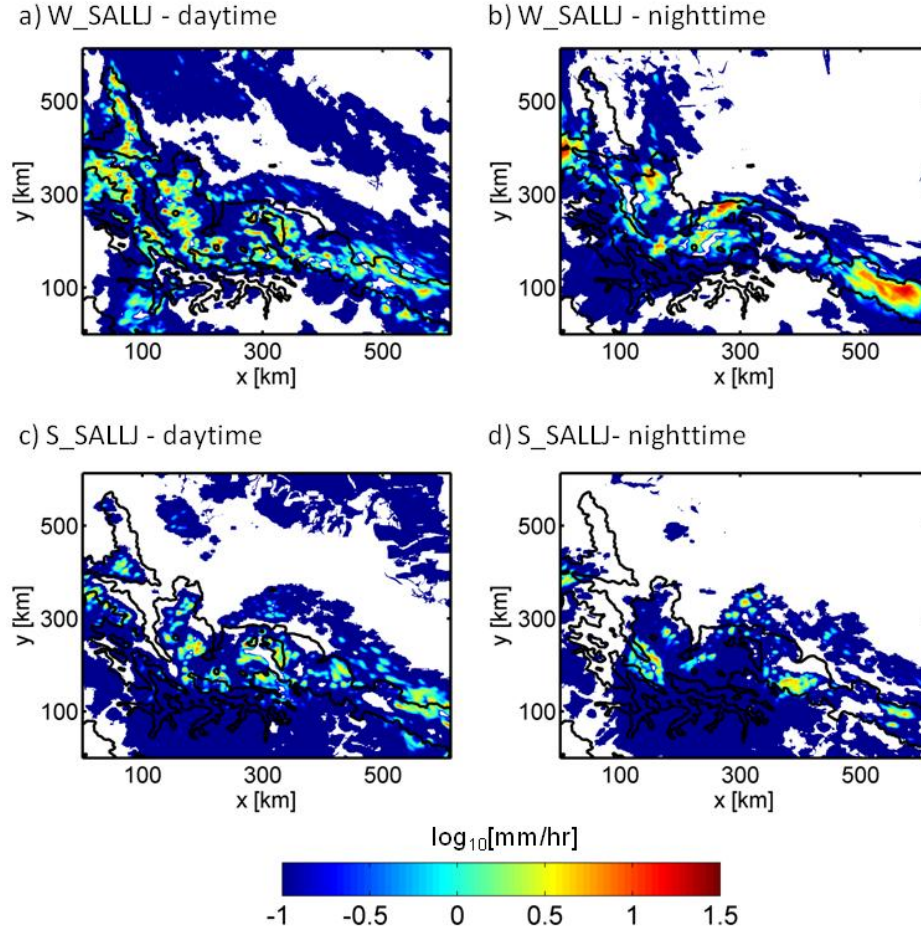 a) W_SALLJ - daytime
b) W_SALLJ - nighttime
y [km]
500
300
100
100 300 500
x [km]
y [km]
500
300
100
100 300 500
x [km]
c) S_SALLJ - daytime
d) S_SALLJ- nighttime
y [km]
500
300
100
100 300 500
x [km]
y [km]
500
300
100
100 300 500
x [km]
log₁₀[mm/hr]
-1 -0.5 0 0.5 1 1.5